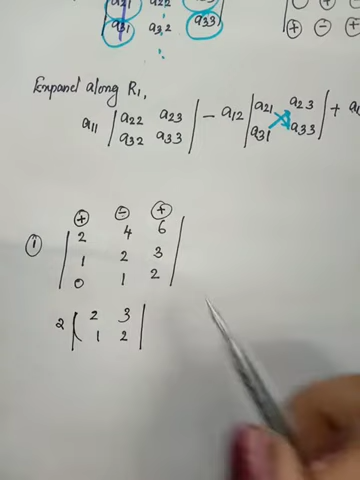 a21 a22
a31 a32 a33
⊕ ⊖ ⊕
Expand along R1,
a11 | a22 a23 | - a12 | a21 a23 | +
| a32 a33 | | a31 a33 |
⊕ ⊖ ⊕
① | 2 4 6 |
| 1 2 3 |
| 0 1 2 |
2 | 2 3 |
| 1 2 |